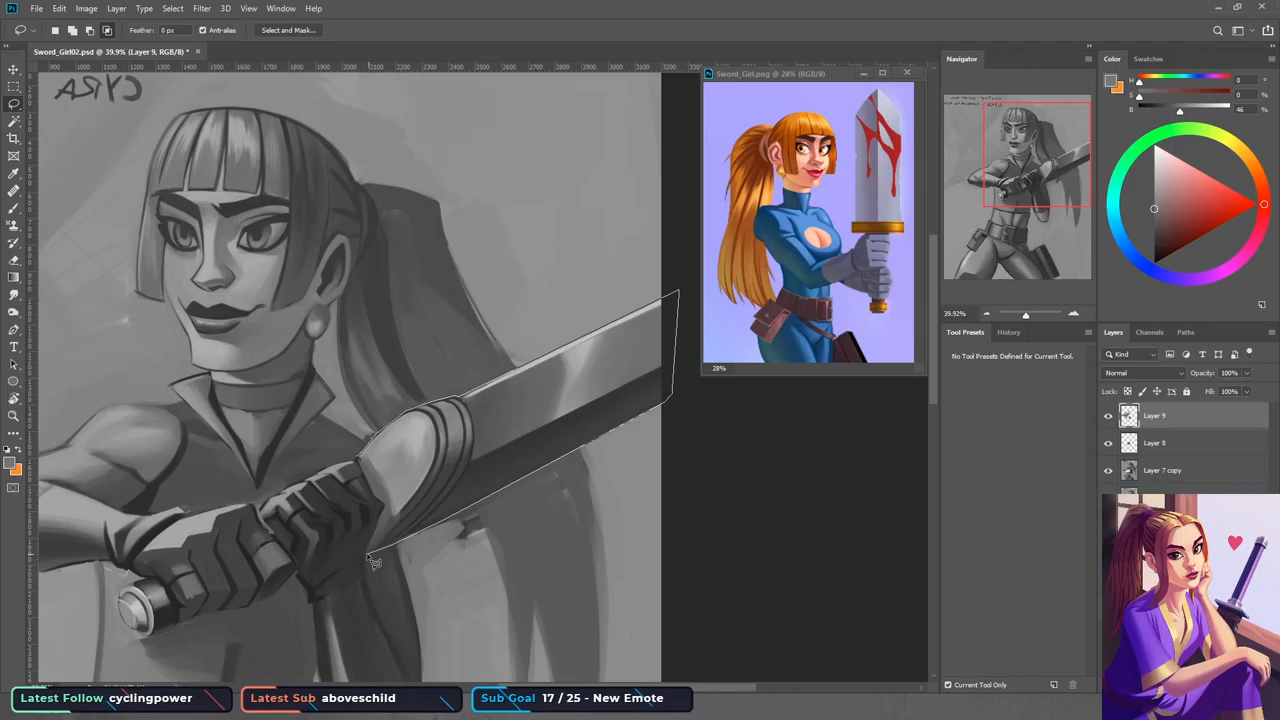 File Edit Image Layer Type Select Filter 3D View Window Help
Feather: 0 px Anti-alias Select and Mask...
Sword_Girl02.psd @ 39.9% (Layer 9, RGB/8) *
Sword_Girl.png @ 28% (RGB/8)
28%
CYRA
Navigator
39.92%
Tool Presets History
No Tool Presets Defined for Current Tool.
Current Tool Only
Color Swatches
H 0 °
S 0 %
B 46 %
Layers Channels Paths
Kind
Normal Opacity: 100%
Lock: Fill: 100%
Layer 9
Layer 8
Layer 7 copy
Latest Follow cyclingpower
Latest Sub aboveschild
Sub Goal 17 / 25 - New Emote